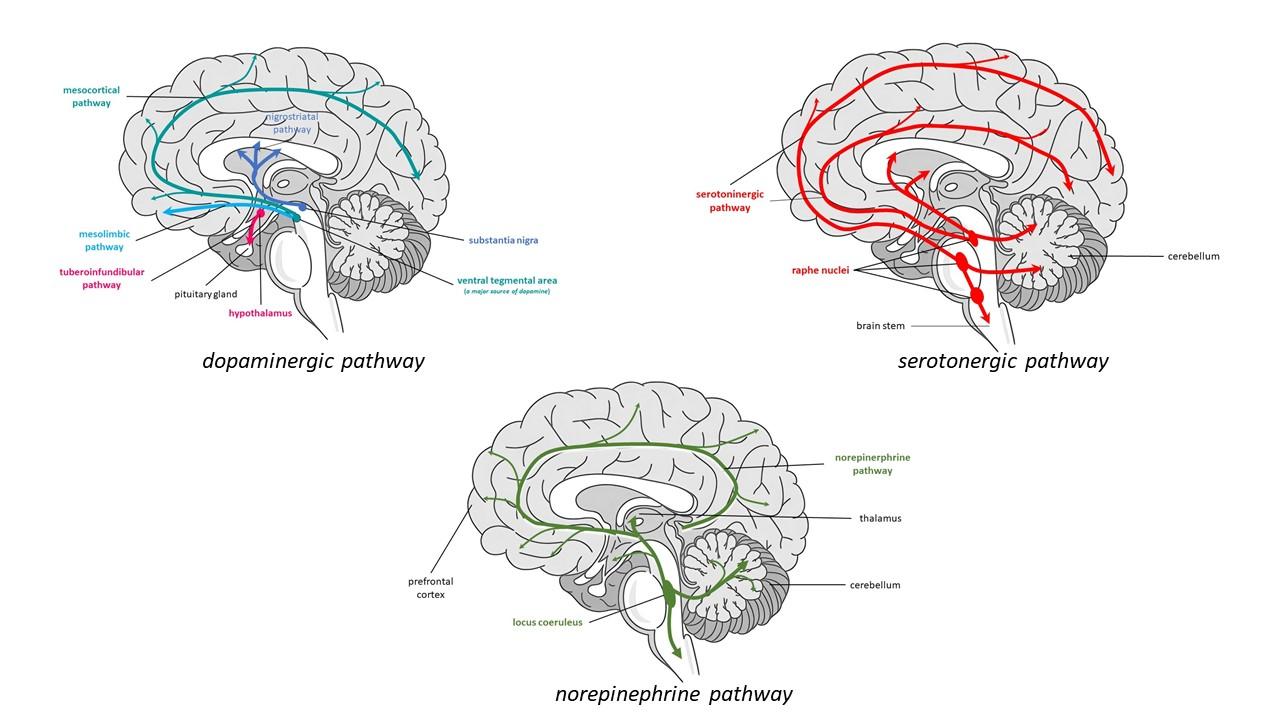 mesocortical
pathway
nigrostriatal
pathway
mesolimbic
pathway
tuberoinfundibular
pathway
pituitary gland
hypothalamus
substantia nigra
ventral tegmental area
(a major source of dopamine)
dopaminergic pathway
serotoninergic
pathway
raphe nuclei
brain stem
cerebellum
serotonergic pathway
norepinerphrine
pathway
thalamus
prefrontal
cortex
cerebellum
locus coeruleus
norepinephrine pathway